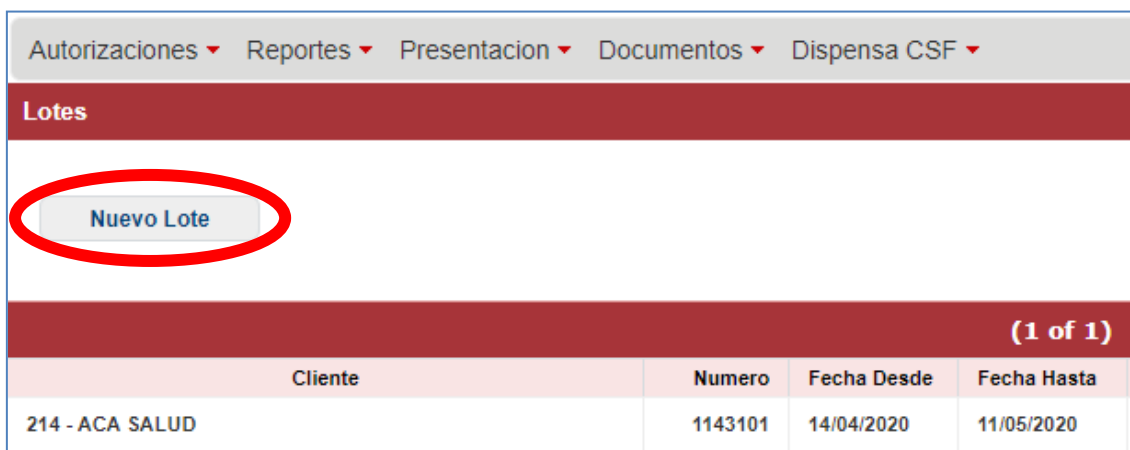 Autorizaciones Reportes Presentacion Documentos Dispensa CSF
Lotes
Nuevo Lote
(1 of 1)
Cliente Numero Fecha Desde Fecha Hasta
214 - ACA SALUD 1143101 14/04/2020 11/05/2020